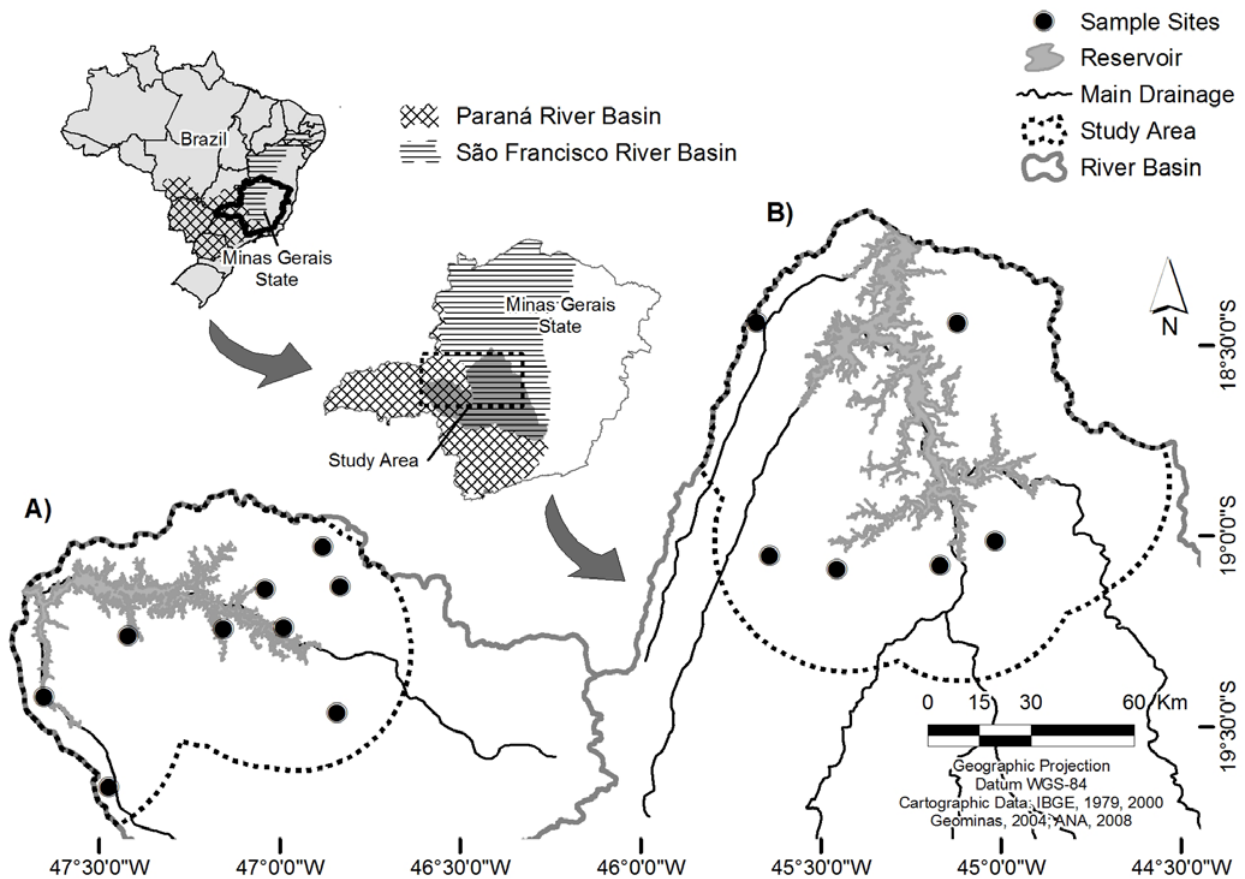 Sample Sites
Reservoir
Main Drainage
Study Area
River Basin
Paraná River Basin
São Francisco River Basin
Brazil
Minas Gerais
State
Minas Gerais
State
Study Area
A)
B)
N
18°30'0"S
19°0'0"S
19°30'0"S
0 15 30 60 Km
Geographic Projection
Datum WGS-84
Cartographic Data: IBGE, 1979, 2000
Geominas, 2004; ANA, 2008
47°30'0"W 47°0'0"W 46°30'0"W 46°0'0"W 45°30'0"W 45°0'0"W 44°30'0"W